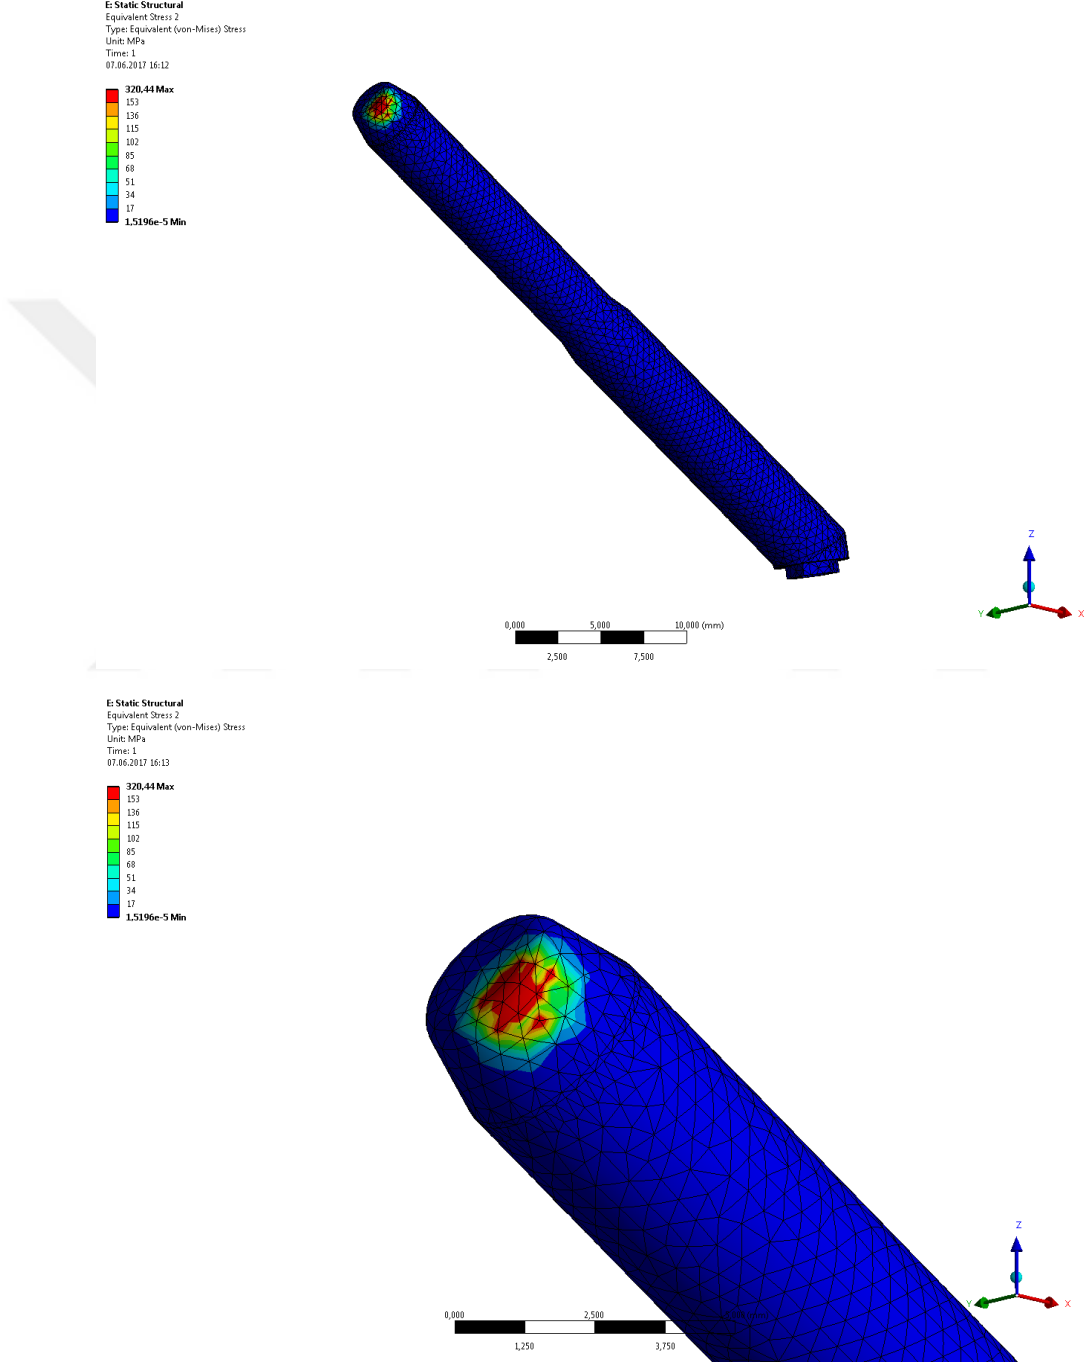 E: Static Structural
Equivalent Stress 2
Type: Equivalent (von-Mises) Stress
Unit: MPa
Time: 1
07.06.2017 16:12
320,44 Max
153
136
115
102
85
68
51
34
17
1,5196e-5 Min
Z
Y
X
0,000 5,000 10,000 (mm)
2,500 7,500
E: Static Structural
Equivalent Stress 2
Type: Equivalent (von-Mises) Stress
Unit: MPa
Time: 1
07.06.2017 16:13
320,44 Max
153
136
115
102
85
68
51
34
17
1,5196e-5 Min
Z
Y
X
0,000 2,500
1,250 3,750